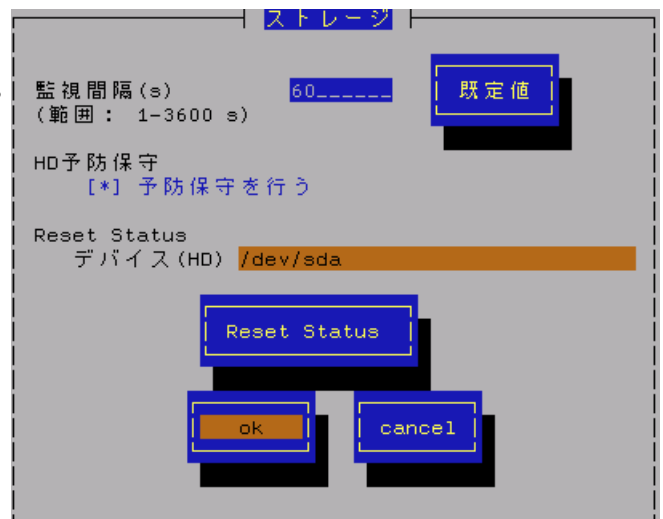 ストレージ
監視間隔(s) 60______ 既定値
(範囲: 1-3600 s)
HD予防保守
[*] 予防保守を行う
Reset Status
デバイス(HD) /dev/sda
Reset Status
ok cancel